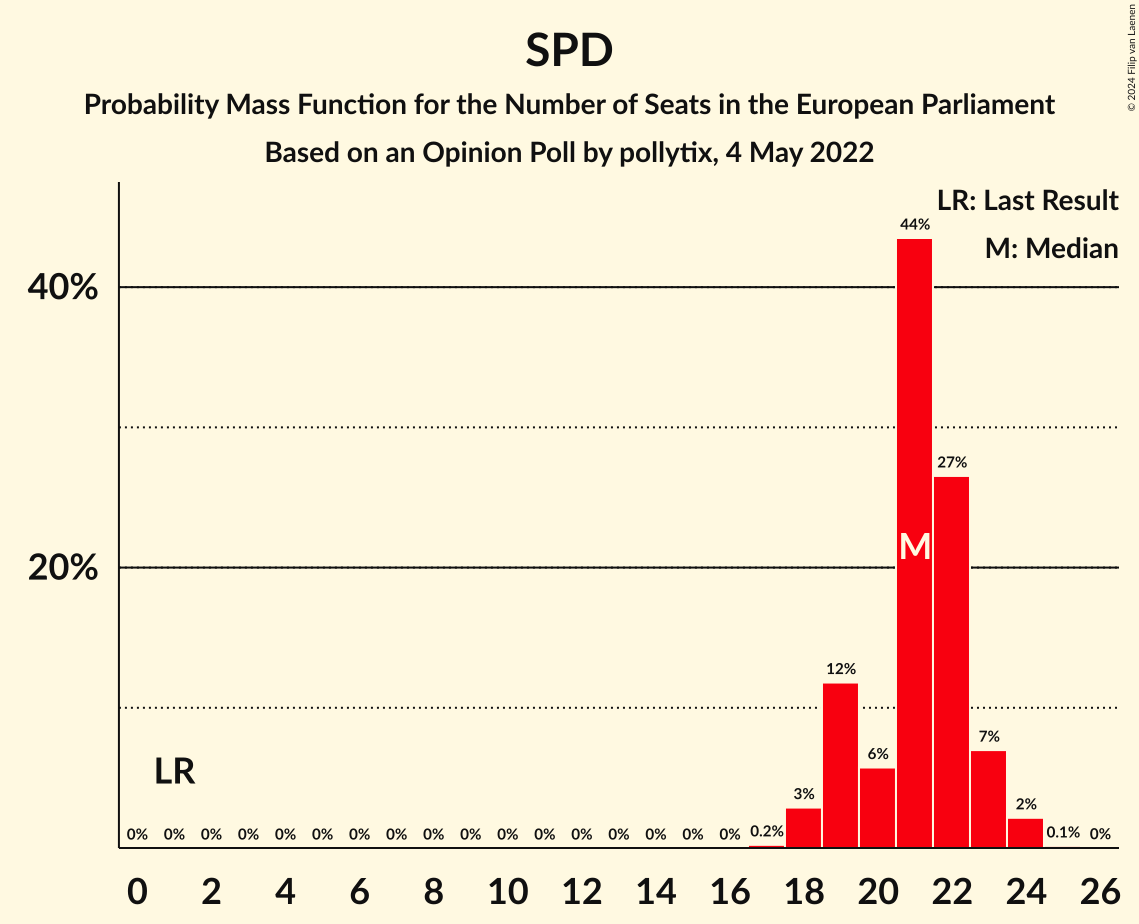 SPD
Probability Mass Function for the Number of Seats in the European Parliament
Based on an Opinion Poll by pollytix, 4 May 2022
© 2024 Filip van Laenen
LR: Last Result
M: Median
44%
40%
27%
M
20%
12%
7%
6%
LR
3%
2%
0% 0% 0% 0% 0% 0% 0% 0% 0% 0% 0% 0% 0% 0% 0% 0% 0% 0.2% 0.1% 0%
0 2 4 6 8 10 12 14 16 18 20 22 24 26